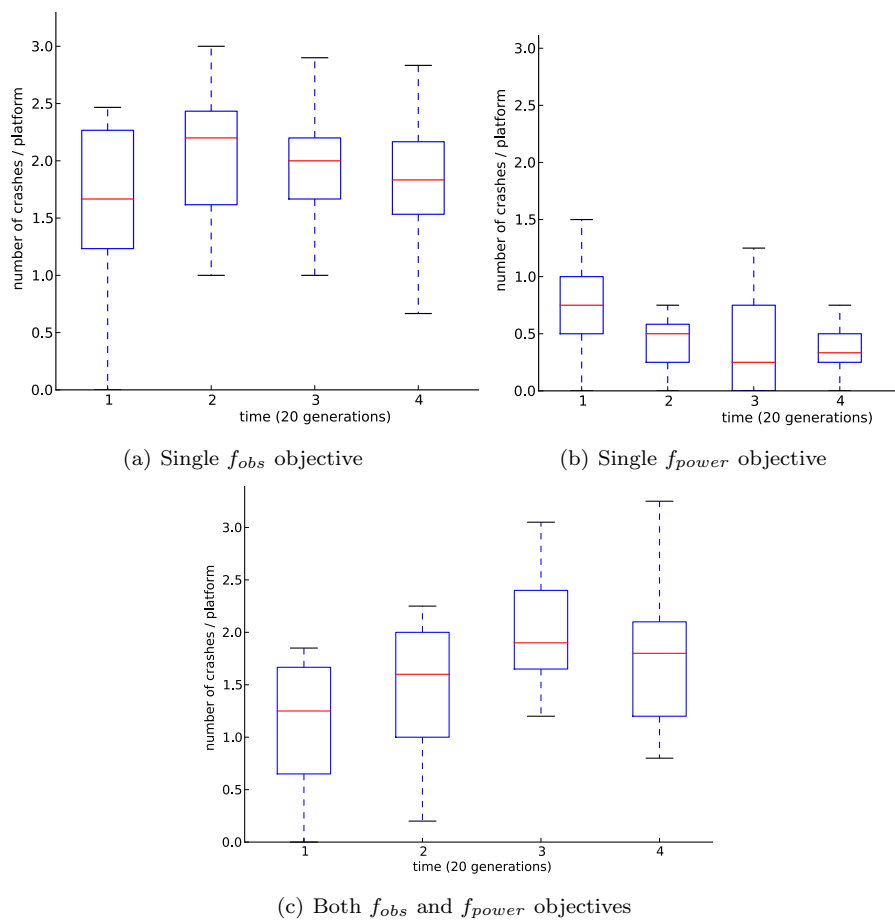 3.0
2.5
2.0
1.5
1.0
0.5
0.0
number of crashes / platform
1 2 3 4
time (20 generations)
(a) Single f_obs objective
3.0
2.5
2.0
1.5
1.0
0.5
0.0
number of crashes / platform
1 2 3 4
time (20 generations)
(b) Single f_power objective
3.0
2.5
2.0
1.5
1.0
0.5
0.0
number of crashes / platform
1 2 3 4
time (20 generations)
(c) Both f_obs and f_power objectives